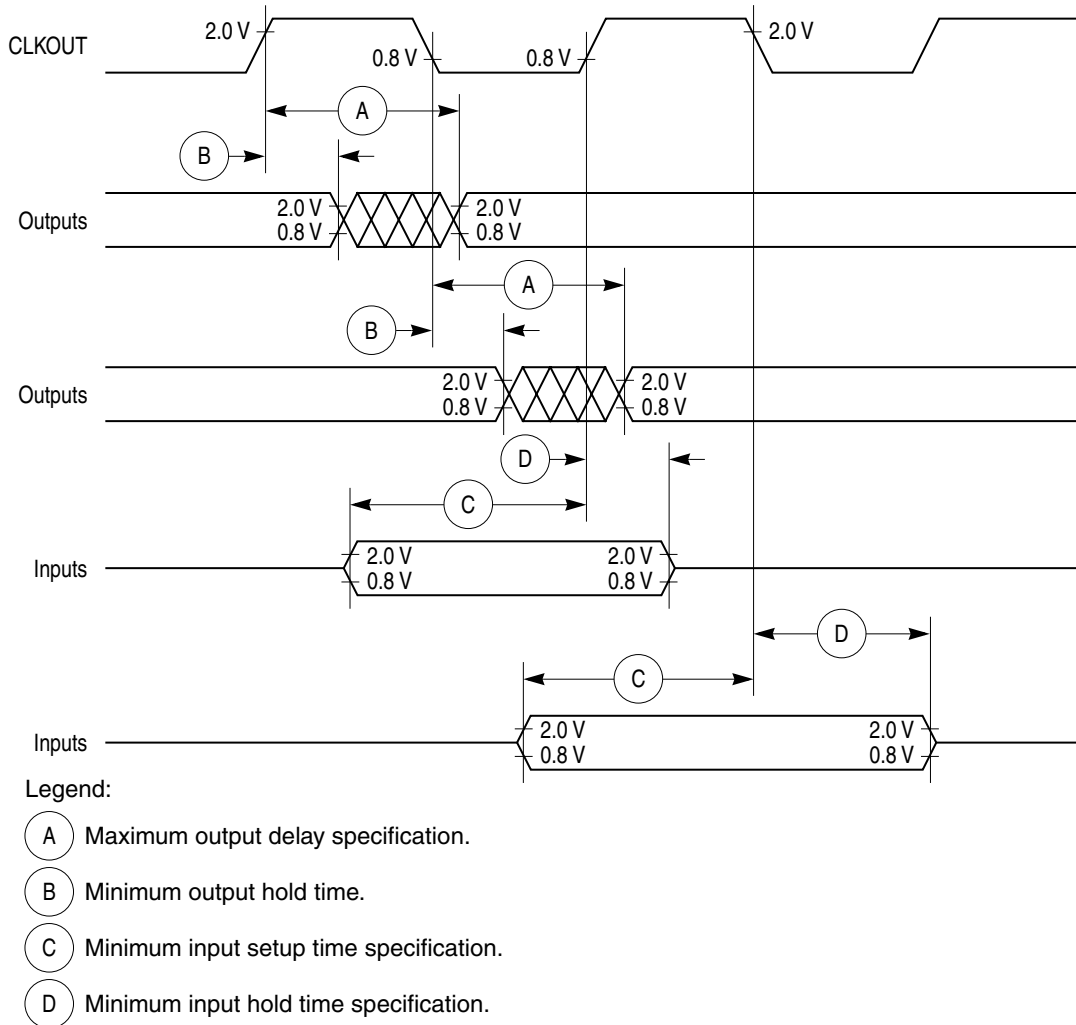 CLKOUT
2.0 V
0.8 V
0.8 V
2.0 V
A
B
Outputs
2.0 V
0.8 V
2.0 V
0.8 V
A
B
Outputs
2.0 V
0.8 V
2.0 V
0.8 V
D
C
Inputs
2.0 V
0.8 V
2.0 V
0.8 V
D
C
Inputs
2.0 V
0.8 V
2.0 V
0.8 V
Legend:
A Maximum output delay specification.
B Minimum output hold time.
C Minimum input setup time specification.
D Minimum input hold time specification.